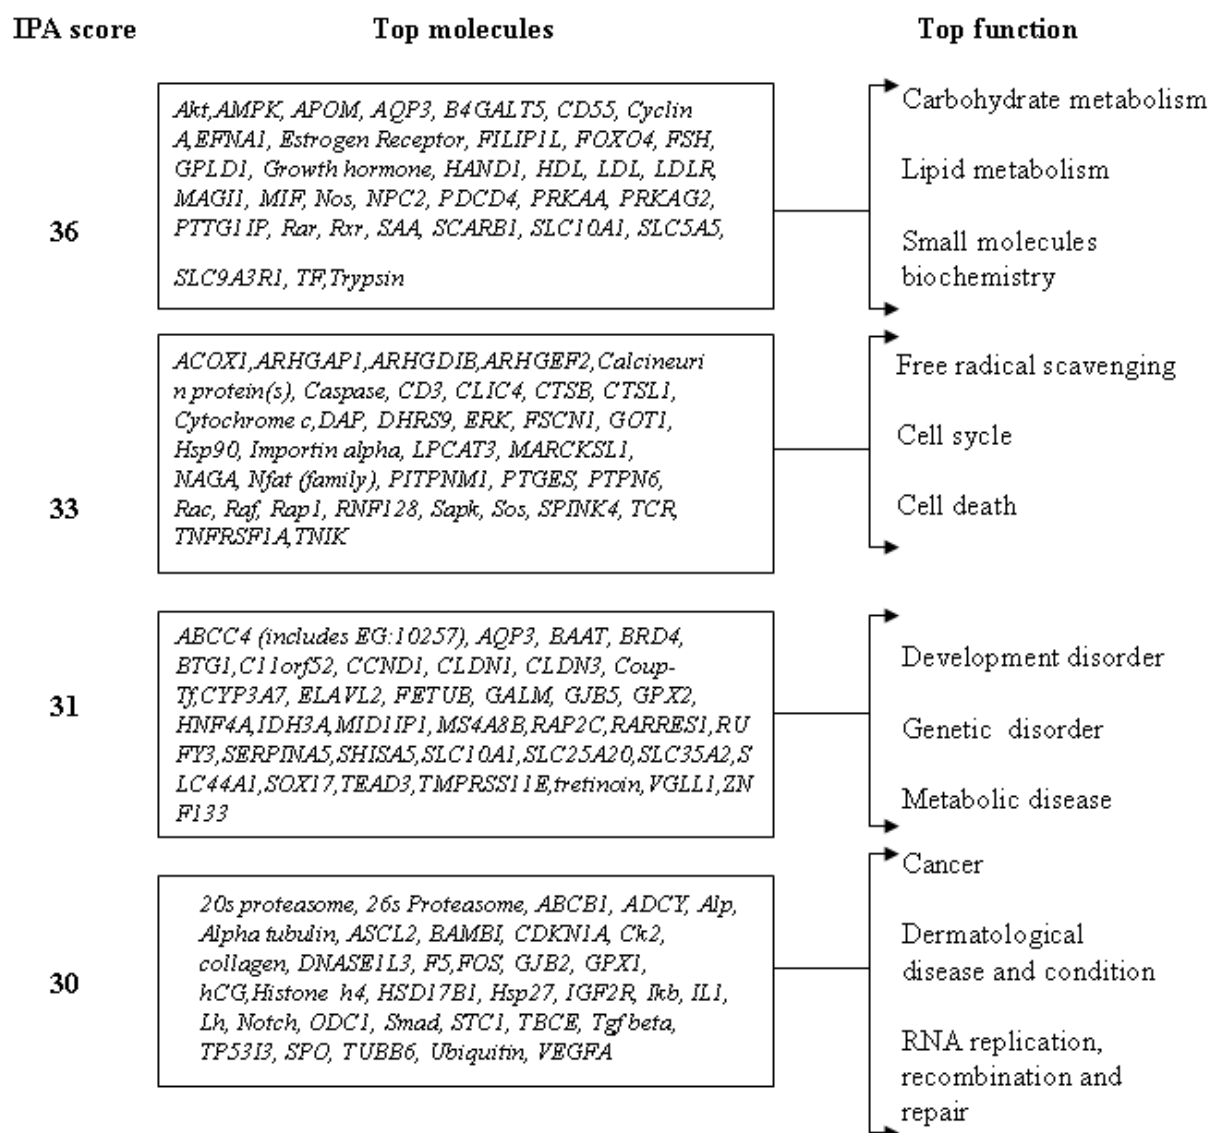 IPA score Top molecules Top function
36
Akt,AMPK, APOM, AQP3, B4GALT5, CD55, Cyclin
A,EFNA1, Estrogen Receptor, FILIP1L, FOXO4, FSH,
GPLD1, Growth hormone, HAND1, HDL, LDL, LDLR,
MAGI1, MIF, Nos, NPC2, PDCD4, PRKAA, PRKAG2,
PTTG1IP, Rar, Rxr, SAA, SCARB1, SLC10A1, SLC5A5,
SLC9A3R1, TF,Trypsin
Carbohydrate metabolism
Lipid metabolism
Small molecules
biochemistry
33
ACOX1,ARHGAP1,ARHGDIB,ARHGEF2,Calcineuri
n protein(s), Caspase, CD3, CLIC4, CTSB, CTSL1,
Cytochrome c,DAP, DHRS9, ERK, FSCN1, GOT1,
Hsp90, Importin alpha, LPCAT3, MARCKSL1,
NAGA, Nfat (family), PITPNM1, PTGES, PTPN6,
Rac, Raf, Rap1, RNF128, Sapk, Sos, SPINK4, TCR,
TNFRSF1A,TNIK
Free radical scavenging
Cell sycle
Cell death
31
ABCC4 (includes EG:10257), AQP3, BAAT, BRD4,
BTG1,C11orf52, CCND1, CLDN1, CLDN3, Coup-
Tf,CYP3A7, ELAVL2, FETUB, GALM, GJB5, GPX2,
HNF4A,IDH3A,MID1IP1,MS4A8B,RAP2C,RARRES1,RU
FY3,SERPINA5,SHISA5,SLC10A1,SLC25A20,SLC35A2,S
LC44A1,SOX17,TEAD3,TMPRSS11E,tretinoin,VGLL1,ZN
F133
Development disorder
Genetic disorder
Metabolic disease
30
20s proteasome, 26s Proteasome, ABCB1, ADCY, Alp,
Alpha tubulin, ASCL2, BAMBI, CDKN1A, Ck2,
collagen, DNASE1L3, F5,FOS, GJB2, GPX1,
hCG,Histone h4, HSD17B1, Hsp27, IGF2R, Ikb, IL1,
Lh, Notch, ODC1, Smad, STC1, TBCE, Tgf beta,
TP53I3, SPO, TUBB6, Ubiquitin, VEGFA
Cancer
Dermatological
disease and condition
RNA replication,
recombination and
repair